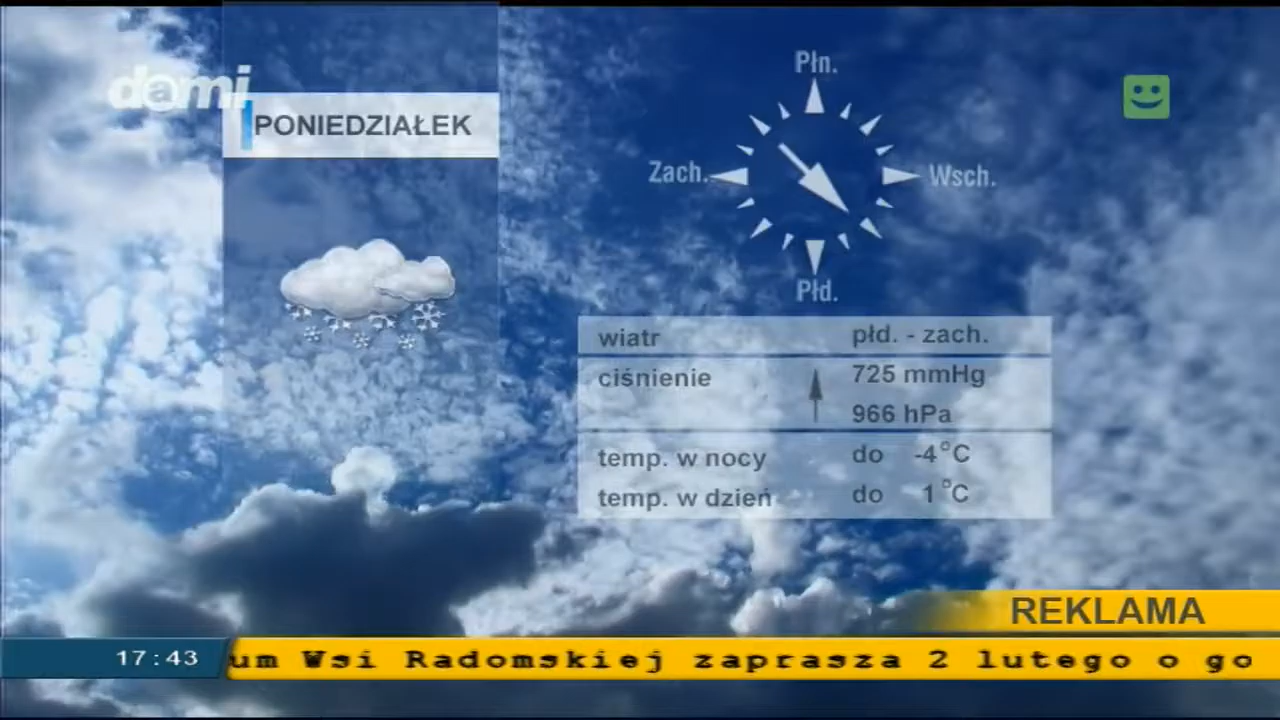 dami
PONIEDZIAŁEK
Płn.
Zach.
Wsch.
Płd.
wiatr płd. - zach.
ciśnienie 725 mmHg
966 hPa
temp. w nocy do -4°C
temp. w dzień do 1°C
REKLAMA
17:43
um Wsi Radomskiej zaprasza 2 lutego o go